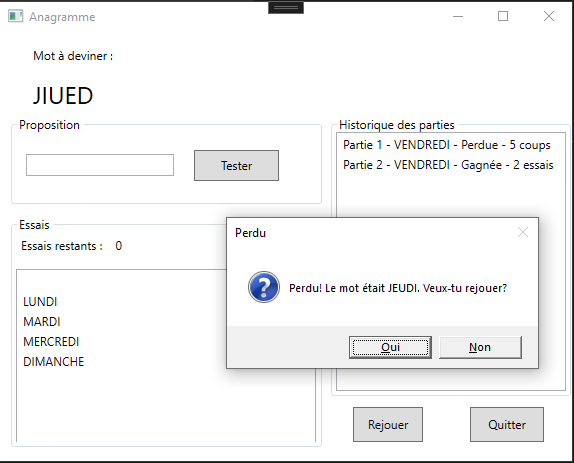 Anagramme
Mot à deviner :
JIUED
Proposition
Tester
Historique des parties
Partie 1 - VENDREDI - Perdue - 5 coups
Partie 2 - VENDREDI - Gagnée - 2 essais
Essais
Essais restants : 0
LUNDI
MARDI
MERCREDI
DIMANCHE
Perdu
Perdu! Le mot était JEUDI. Veux-tu rejouer?
Oui
Non
Rejouer
Quitter